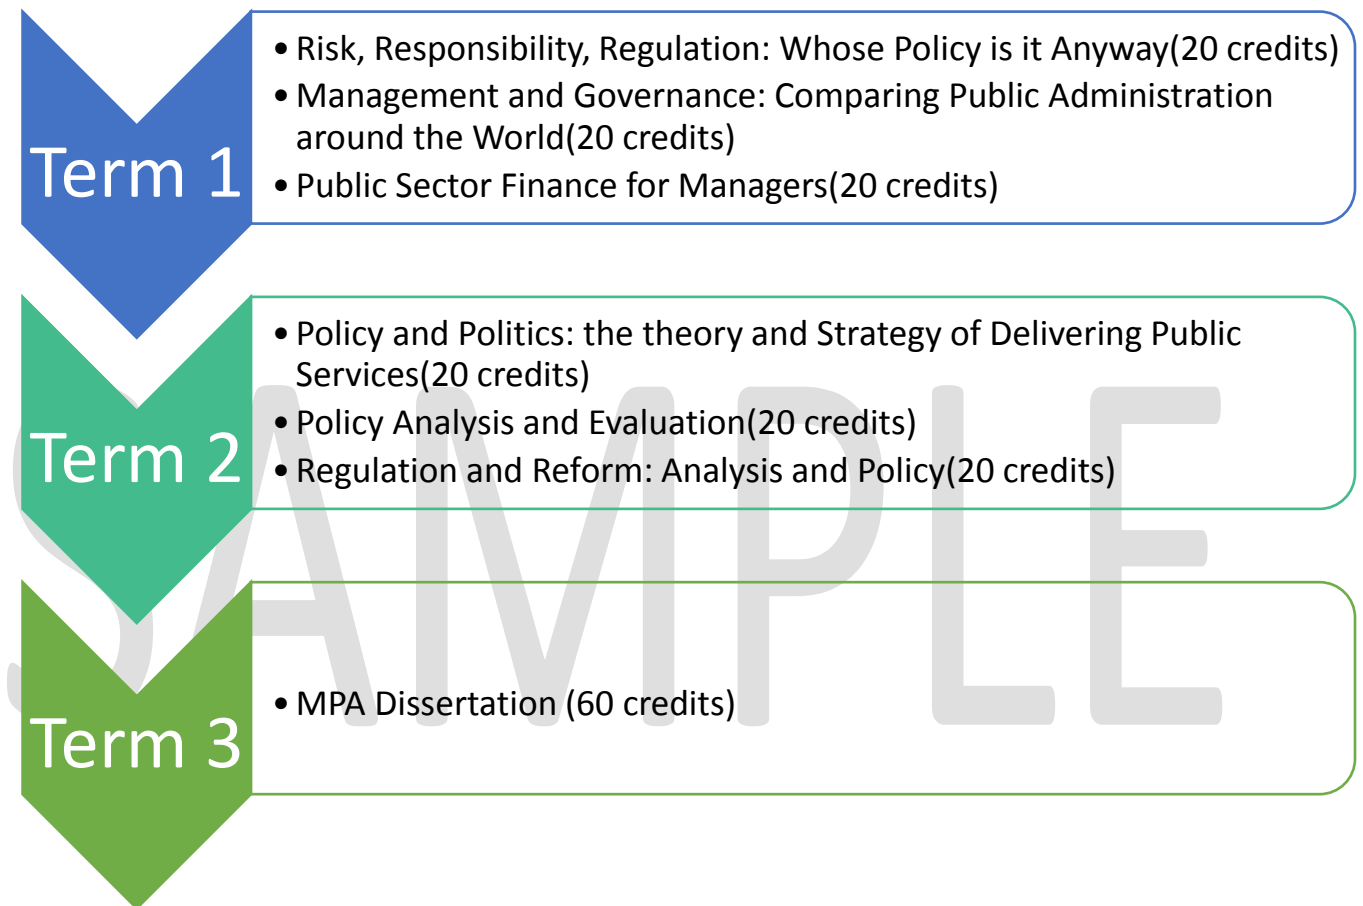 Term 1
• Risk, Responsibility, Regulation: Whose Policy is it Anyway(20 credits)
• Management and Governance: Comparing Public Administration
around the World(20 credits)
• Public Sector Finance for Managers(20 credits)
Term 2
• Policy and Politics: the theory and Strategy of Delivering Public
Services(20 credits)
• Policy Analysis and Evaluation(20 credits)
• Regulation and Reform: Analysis and Policy(20 credits)
SAMPLE
Term 3
• MPA Dissertation (60 credits)